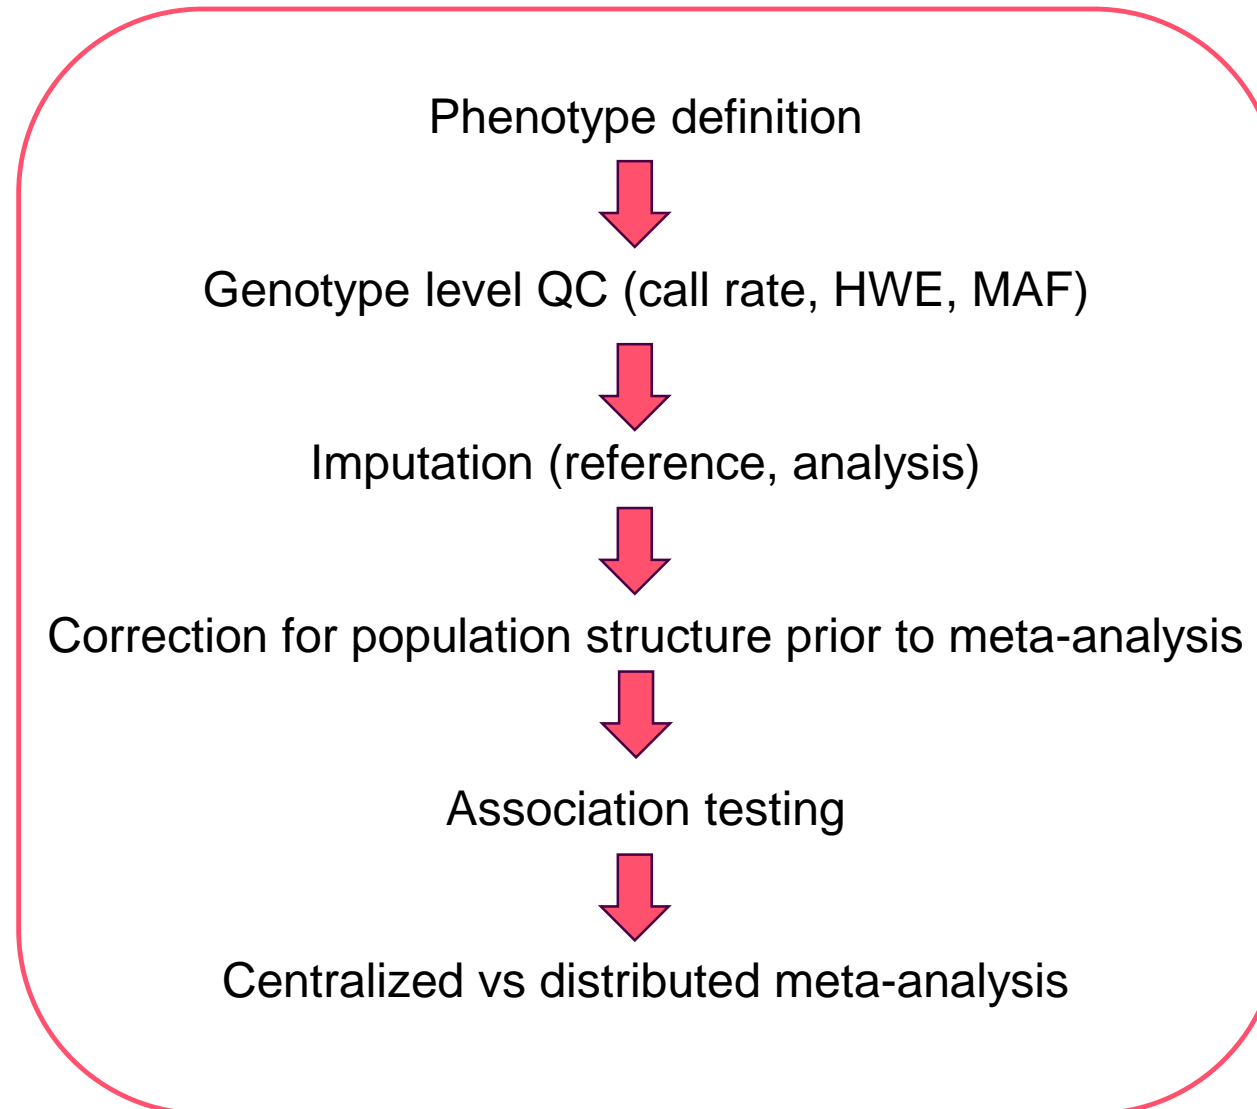 Phenotype definition
Genotype level QC (call rate, HWE, MAF)
Imputation (reference, analysis)
Correction for population structure prior to meta-analysis
Association testing
Centralized vs distributed meta-analysis